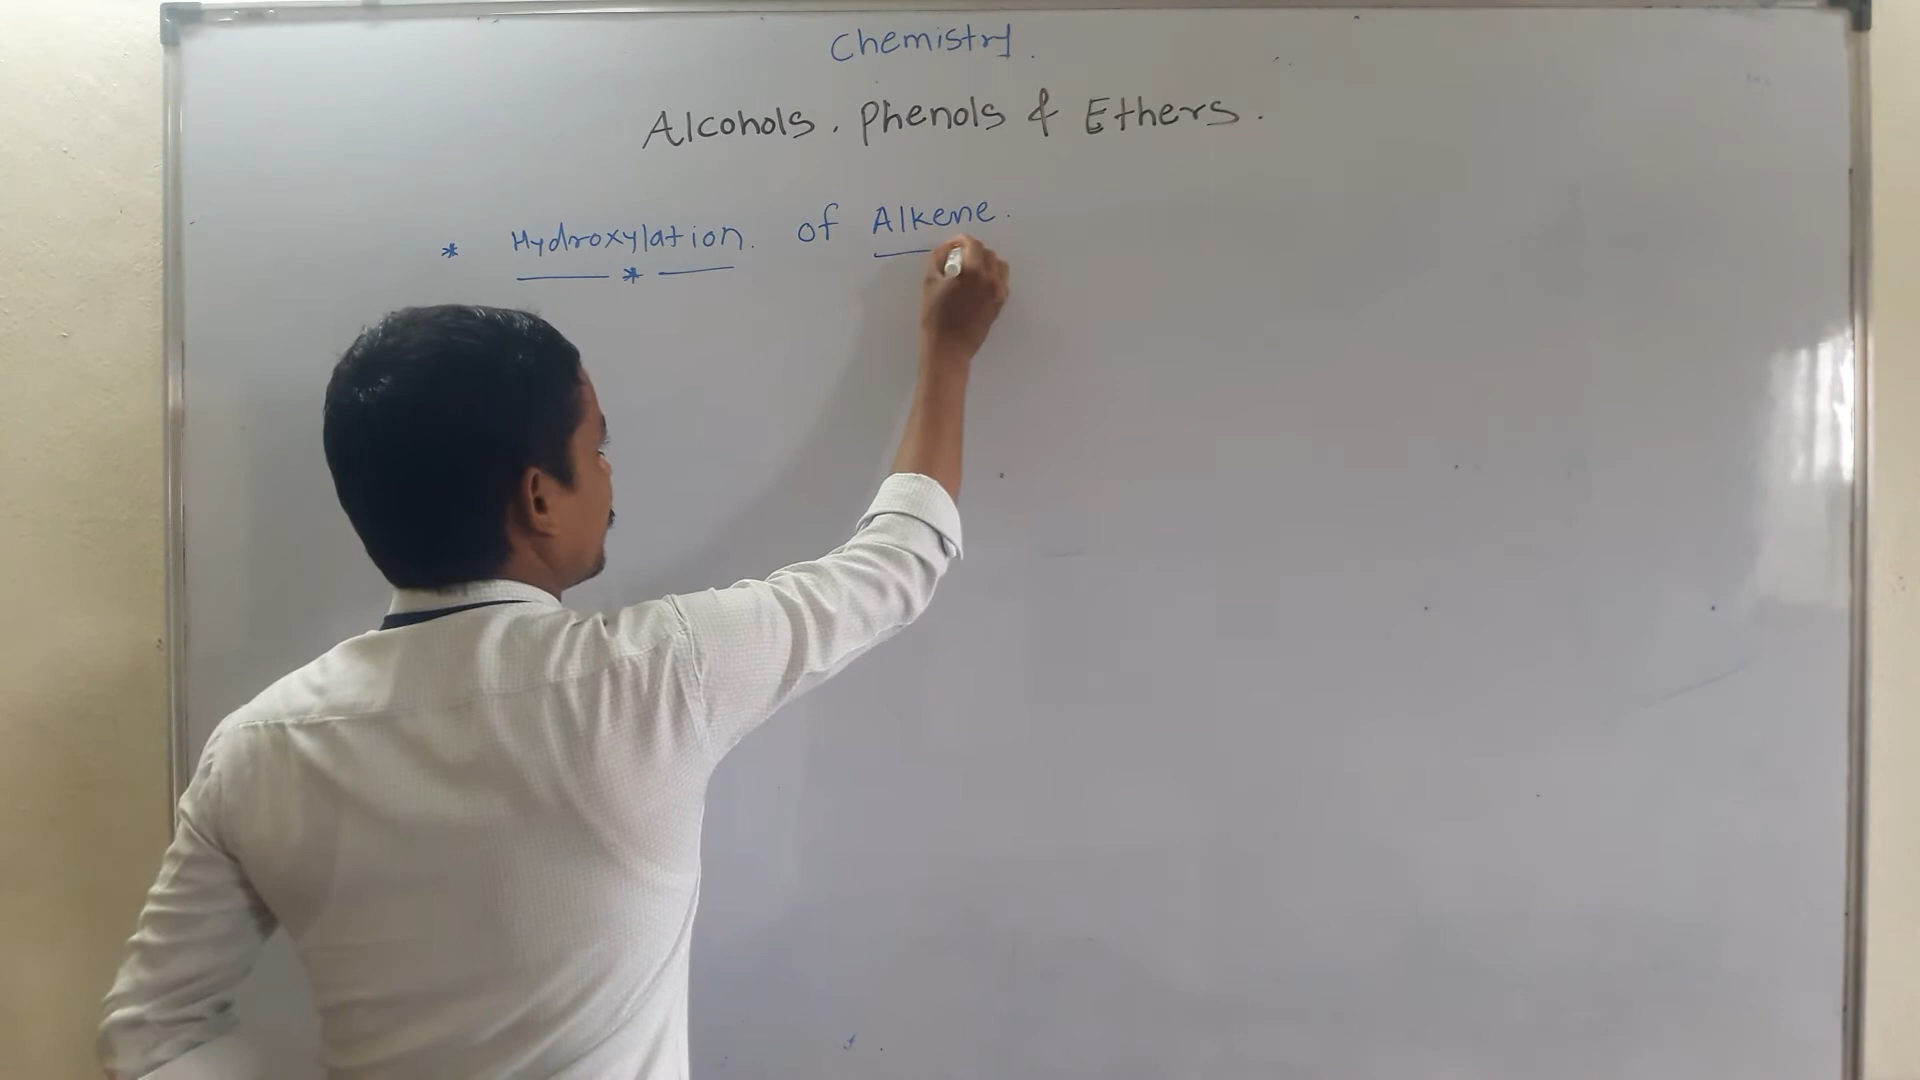 Chemistry.
Alcohols, Phenols & Ethers.
* Hydroxylation. of Alkene.
*